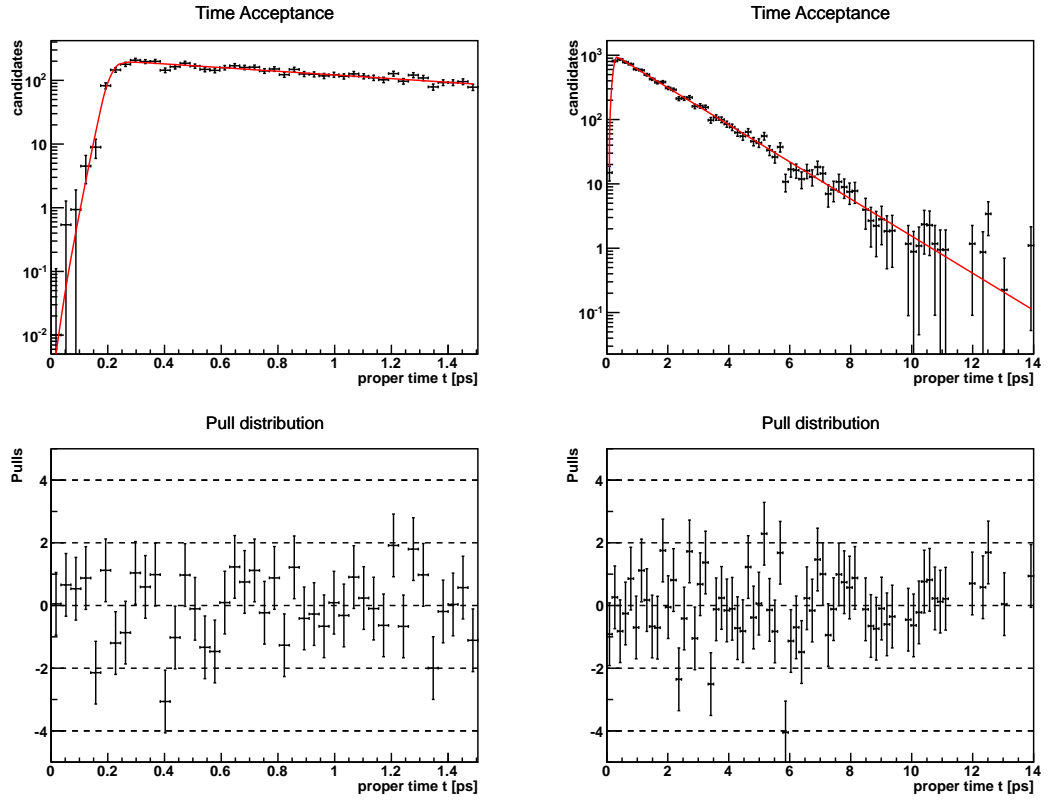 Time Acceptance
candidates
10²
10
1
10⁻¹
10⁻²
0 0.2 0.4 0.6 0.8 1 1.2 1.4
proper time t [ps]
Time Acceptance
candidates
10³
10²
10
1
10⁻¹
0 2 4 6 8 10 12 14
proper time t [ps]
Pull distribution
Pulls
4
2
0
-2
-4
0 0.2 0.4 0.6 0.8 1 1.2 1.4
proper time t [ps]
Pull distribution
Pulls
4
2
0
-2
-4
0 2 4 6 8 10 12 14
proper time t [ps]